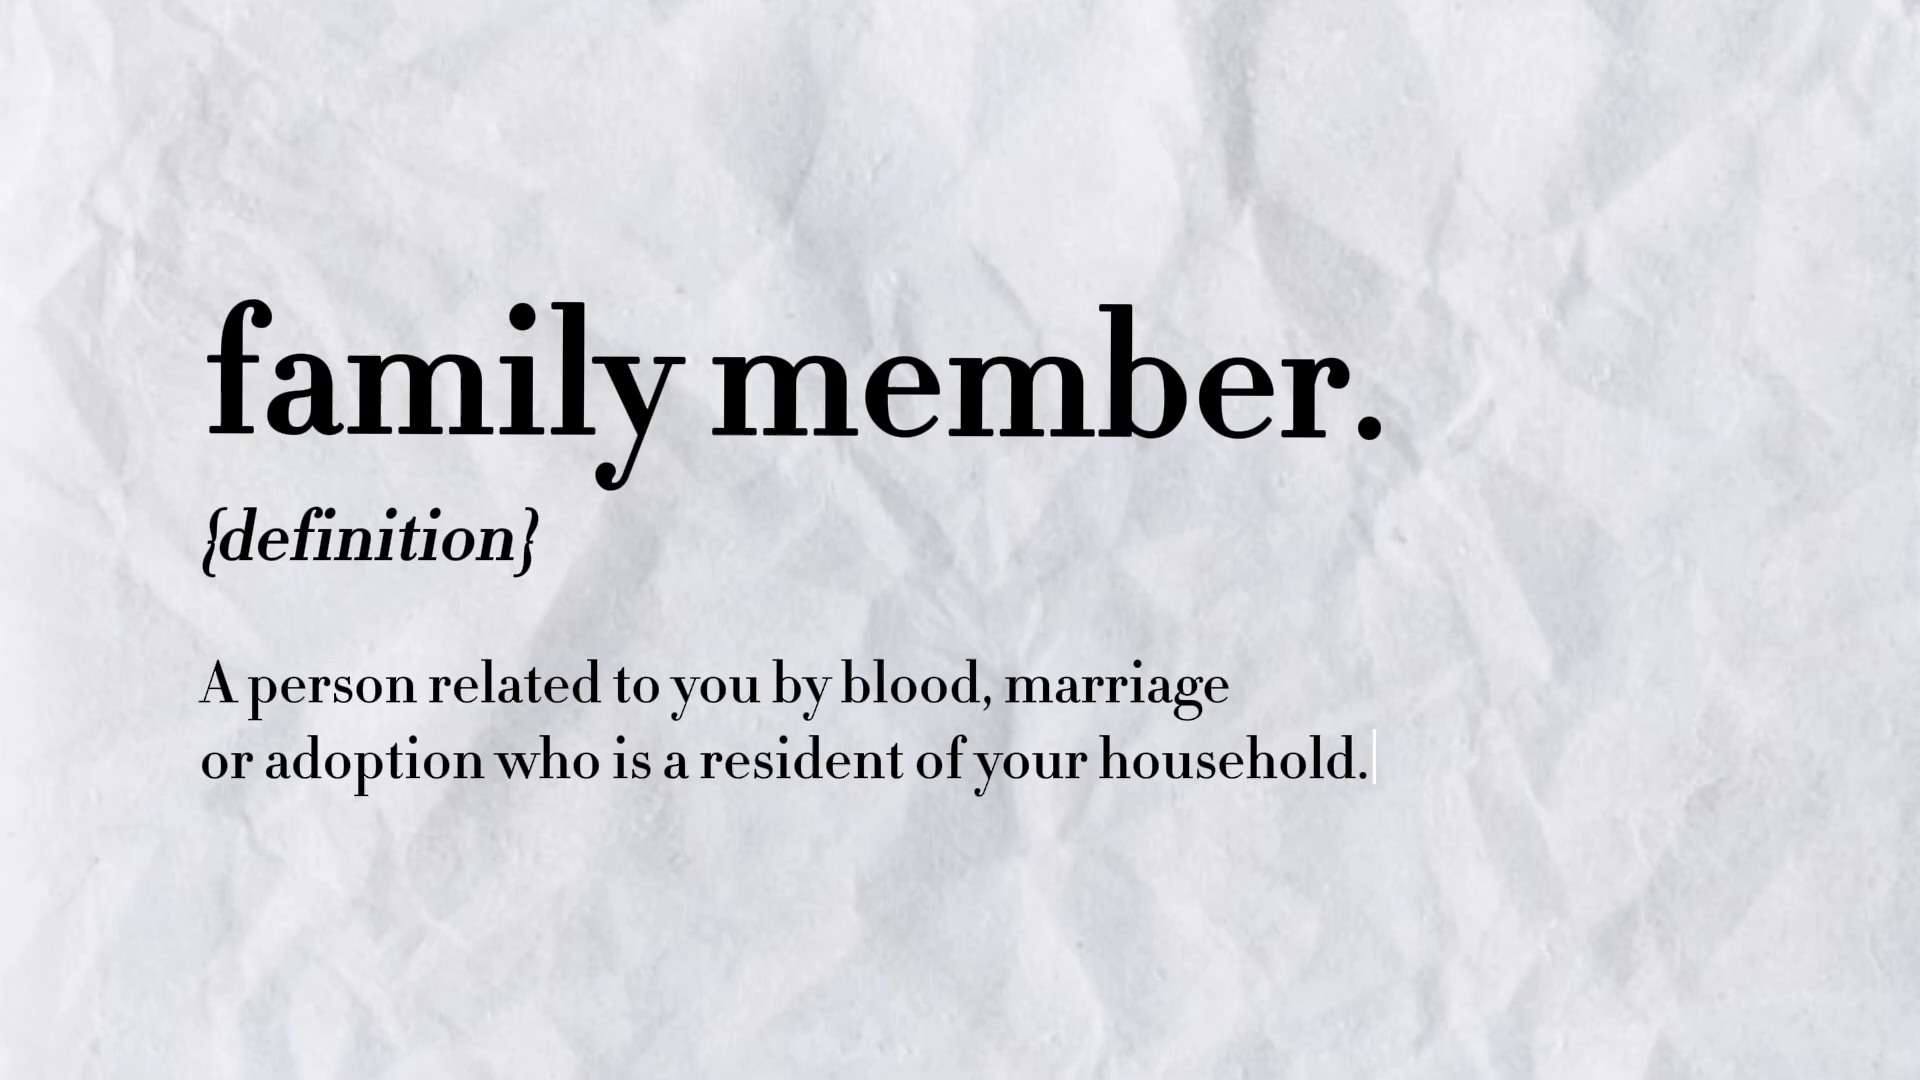 family member.
{definition}
A person related to you by blood, marriage
or adoption who is a resident of your household.